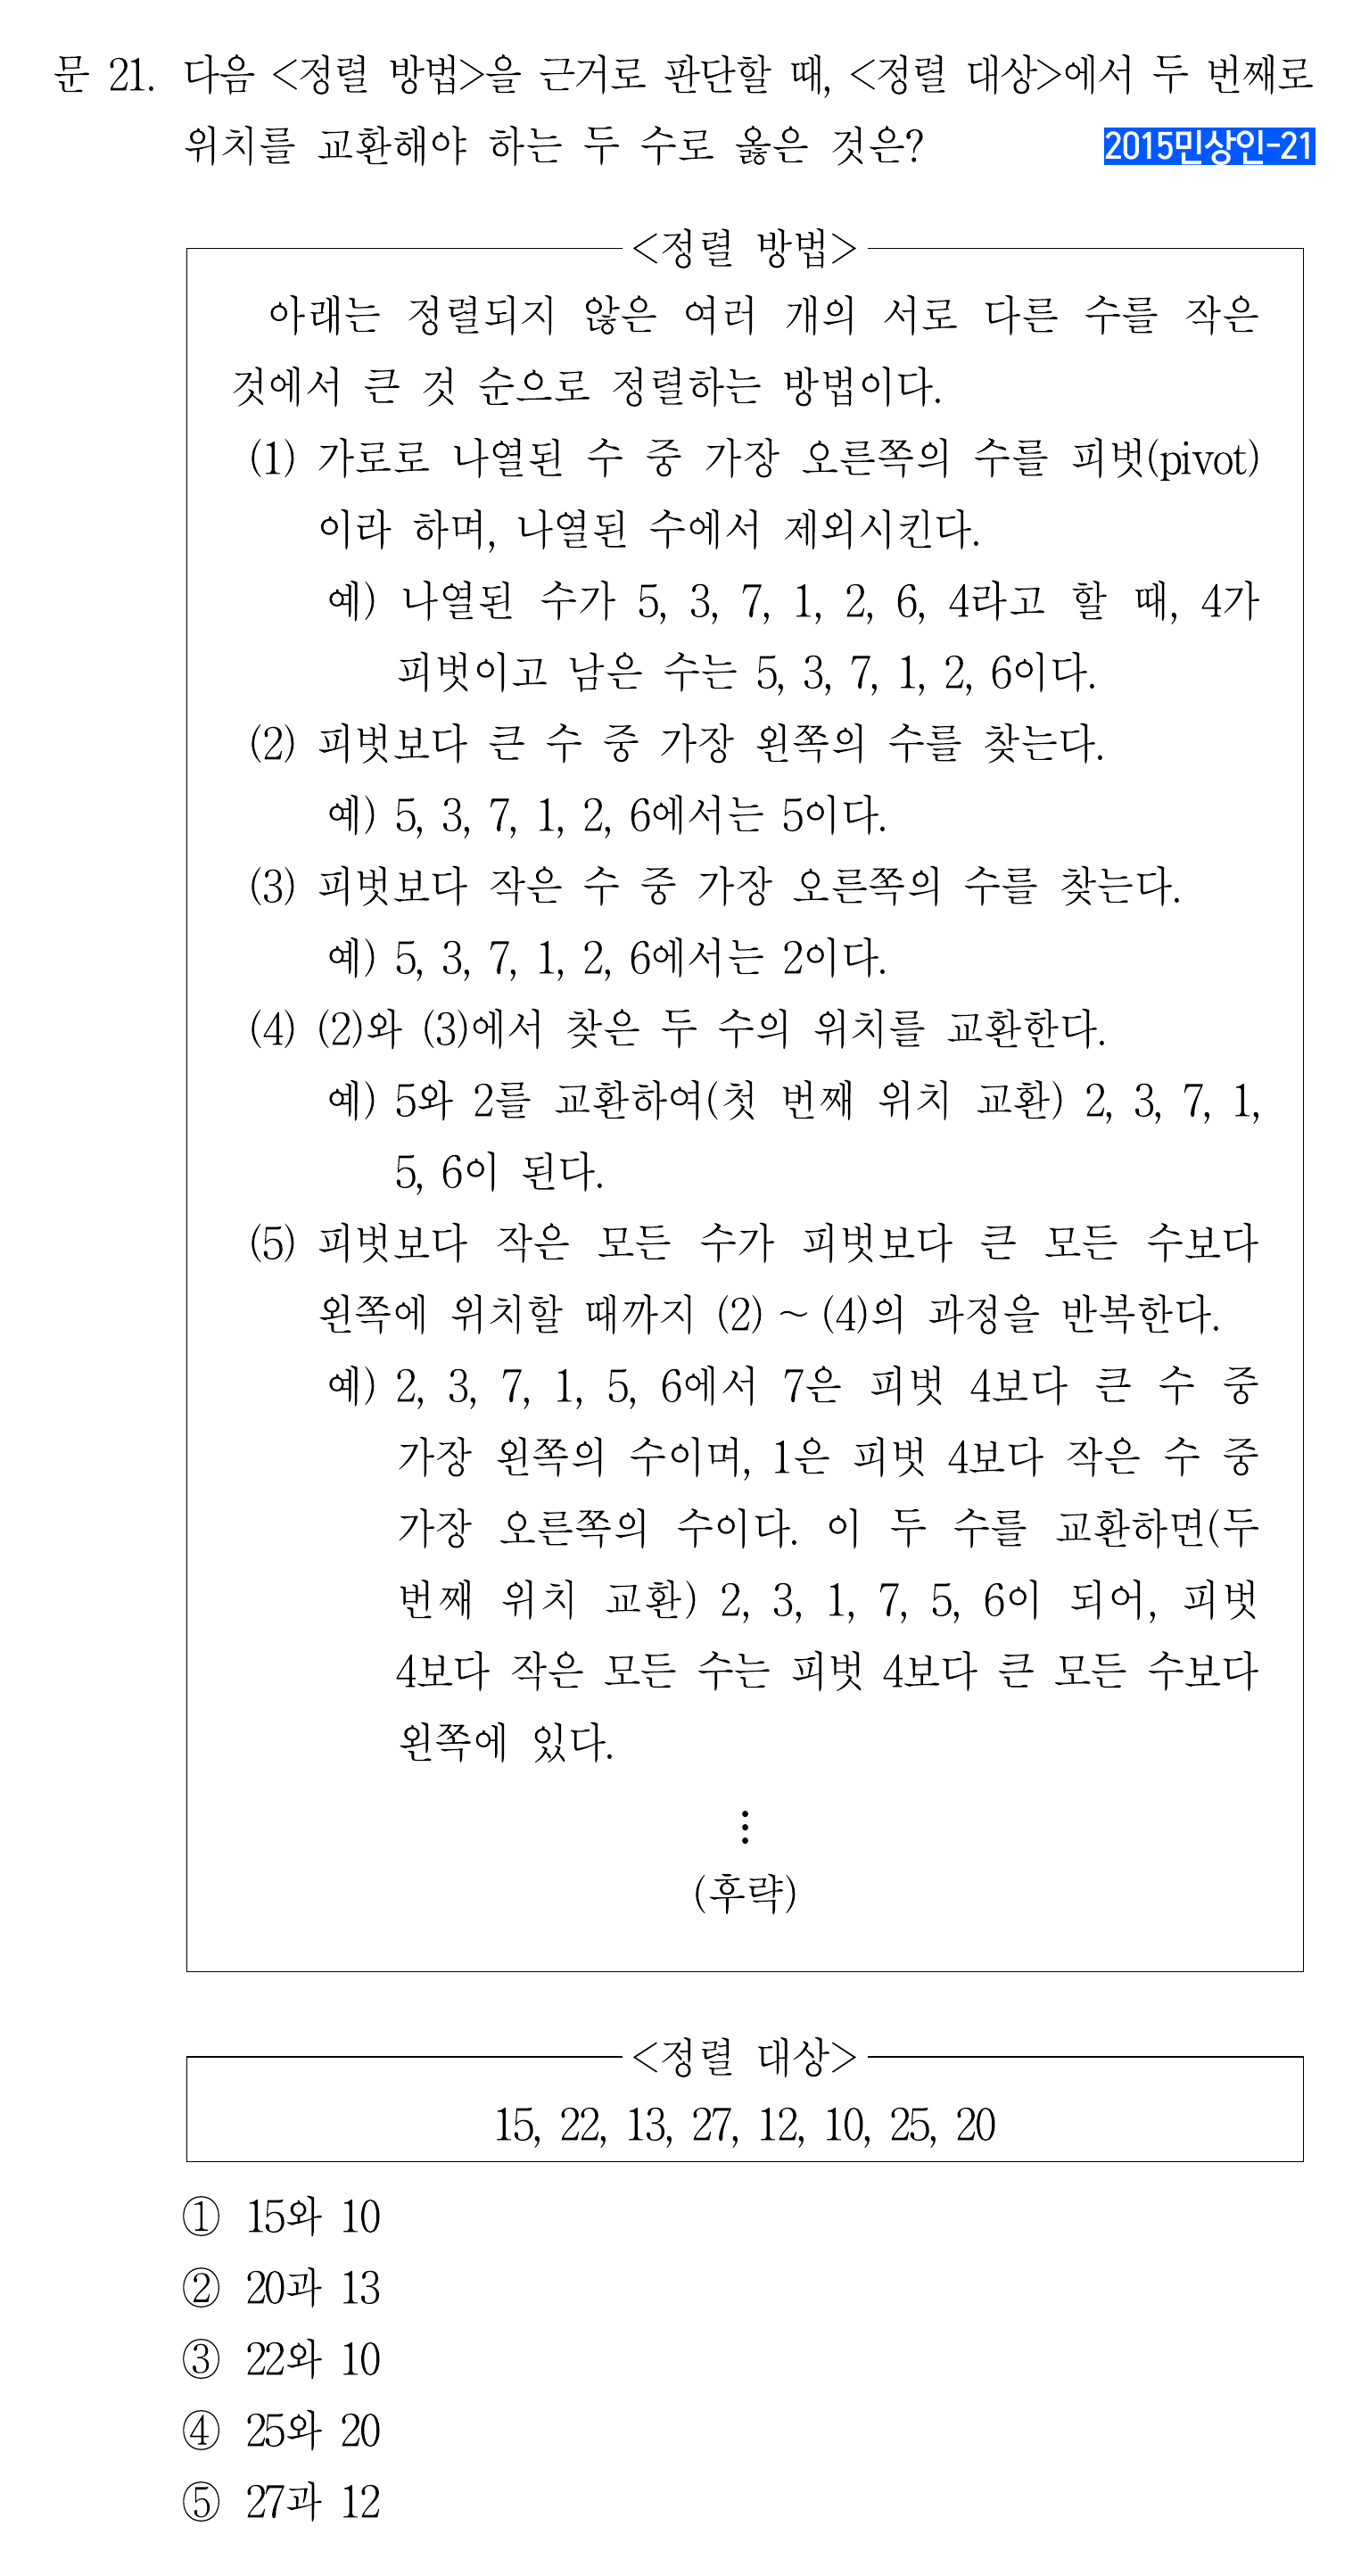 문 21. 다음 <정렬 방법>을 근거로 판단할 때, <정렬 대상>에서 두 번째로
위치를 교환해야 하는 두 수로 옳은 것은?
2015민상인-21
<정렬 방법>
아래는 정렬되지 않은 여러 개의 서로 다른 수를 작은
것에서 큰 것 순으로 정렬하는 방법이다.
(1) 가로로 나열된 수 중 가장 오른쪽의 수를 피벗(pivot)
이라 하며, 나열된 수에서 제외시킨다.
예) 나열된 수가 5, 3, 7, 1, 2, 6, 4라고 할 때, 4가
피벗이고 남은 수는 5, 3, 7, 1, 2, 6이다.
(2) 피벗보다 큰 수 중 가장 왼쪽의 수를 찾는다.
예) 5, 3, 7, 1, 2, 6에서는 5이다.
(3) 피벗보다 작은 수 중 가장 오른쪽의 수를 찾는다.
예) 5, 3, 7, 1, 2, 6에서는 2이다.
(4) (2)와 (3)에서 찾은 두 수의 위치를 교환한다.
예) 5와 2를 교환하여(첫 번째 위치 교환) 2, 3, 7, 1,
5, 6이 된다.
(5) 피벗보다 작은 모든 수가 피벗보다 큰 모든 수보다
왼쪽에 위치할 때까지 (2) ~ (4)의 과정을 반복한다.
예) 2, 3, 7, 1, 5, 6에서 7은 피벗 4보다 큰 수 중
가장 왼쪽의 수이며, 1은 피벗 4보다 작은 수 중
가장 오른쪽의 수이다. 이 두 수를 교환하면(두
번째 위치 교환) 2, 3, 1, 7, 5, 6이 되어, 피벗
4보다 작은 모든 수는 피벗 4보다 큰 모든 수보다
왼쪽에 있다.
⋮
(후략)
<정렬 대상>
15, 22, 13, 27, 12, 10, 25, 20
① 15와 10
② 20과 13
③ 22와 10
④ 25와 20
⑤ 27과 12